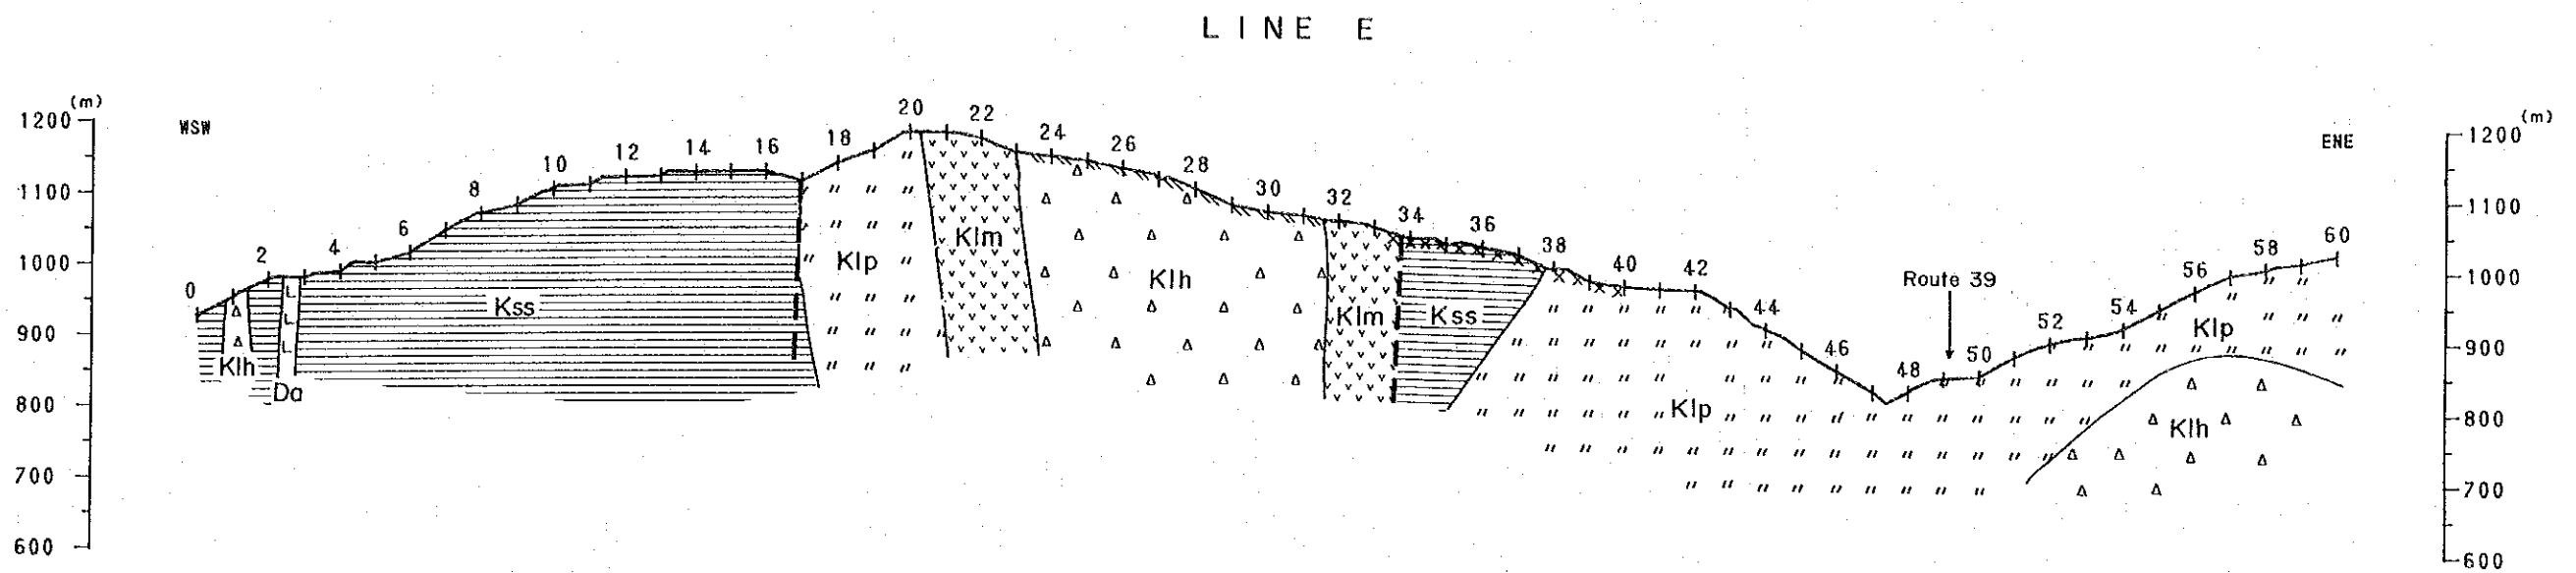 LINE E
(m)
1200
1100
1000
900
800
700
600
WSW
0 2 4 6 8 10 12 14 16 18 20 22 24 26 28 30 32 34 36 38 40 42 44 46 48 50 52 54 56 58 60
Klh
Da
Kss
Klp
Klm
Klh
Klm
Kss
Klp
Route 39
Klp
Klh
ENE
(m)
1200
1100
1000
900
800
700
600